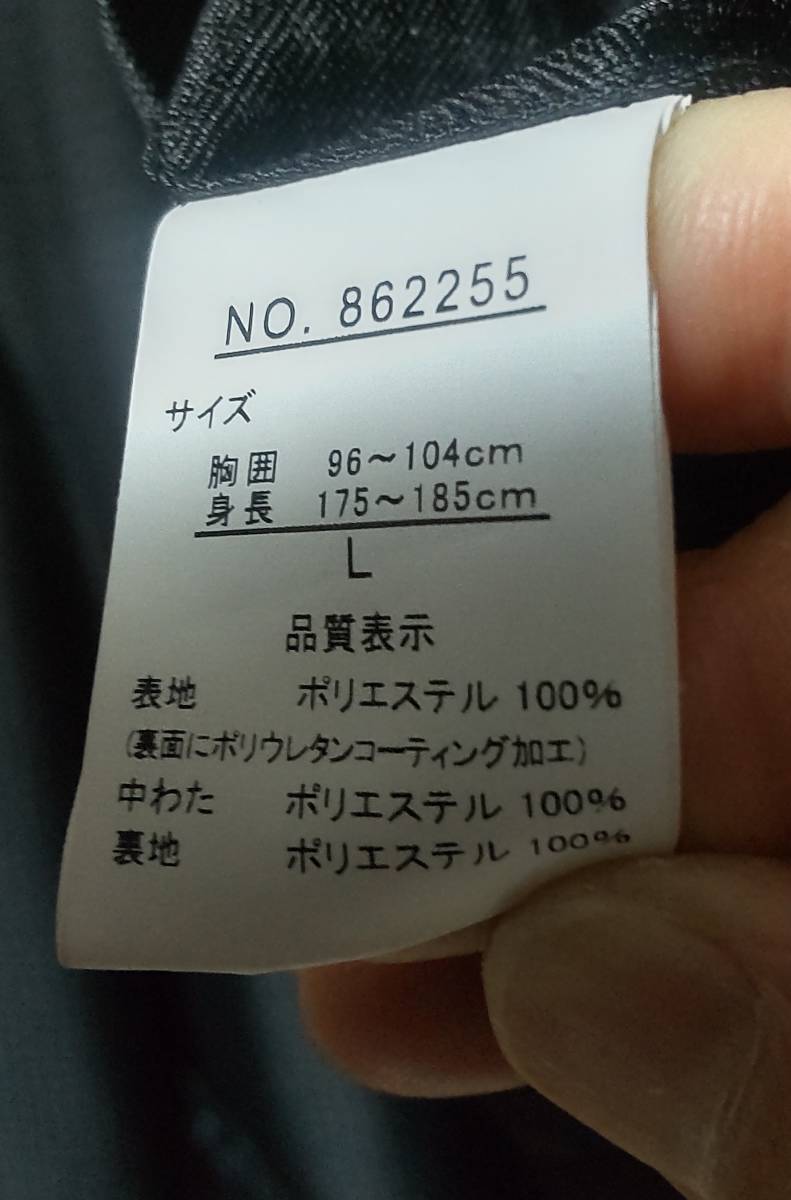 NO. 862255
サイズ
胸囲 96～104cm
身長 175～185cm
L
品質表示
表地 ポリエステル 100%
(裏面にポリウレタンコーティング加工)
中わた ポリエステル 100%
裏地 ポリエステル 100%